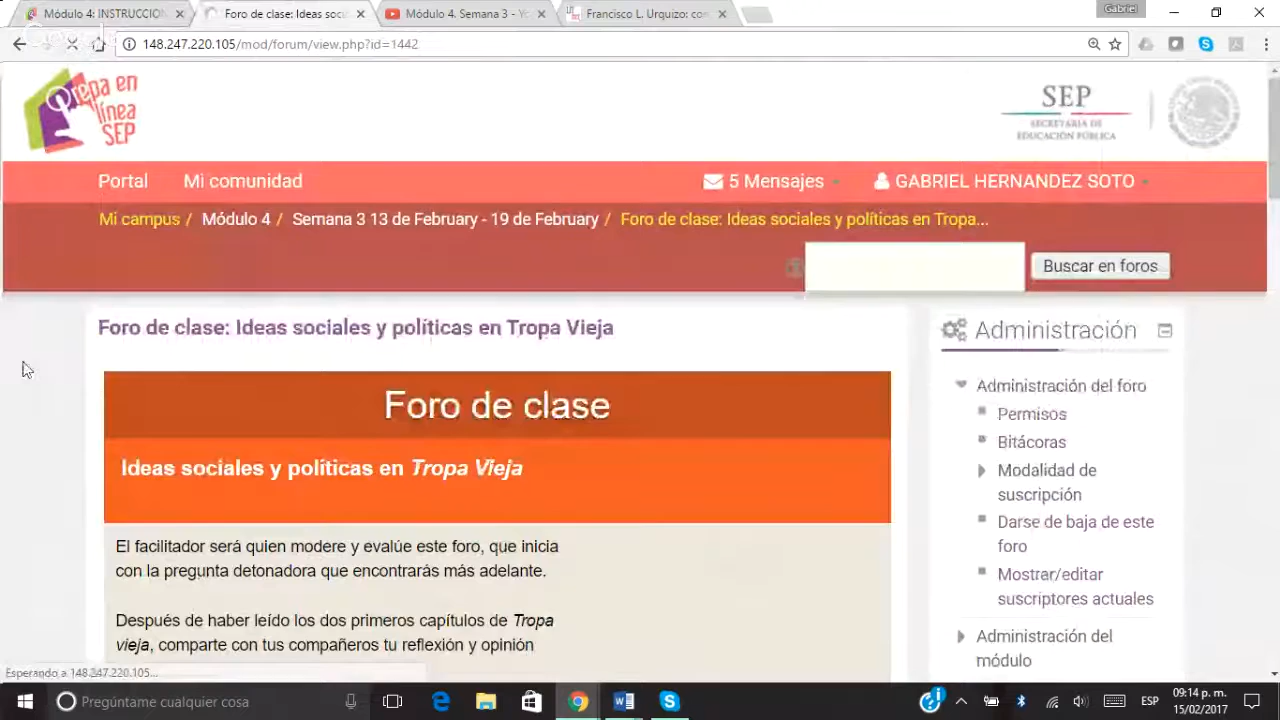 Módulo 4: INSTRUCCION
Foro de clase: Ideas social
Módulo 4. Semana 3 - Yo
Francisco L. Urquizo: com
Gabriel
148.247.220.105/mod/forum/view.php?id=1442
Prepa en
línea
SEP
SEP
SECRETARÍA DE
EDUCACIÓN PÚBLICA
Portal
Mi comunidad
5 Mensajes
GABRIEL HERNANDEZ SOTO
Mi campus / Módulo 4 / Semana 3 13 de February - 19 de February / Foro de clase: Ideas sociales y políticas en Tropa...
Buscar en foros
Foro de clase: Ideas sociales y políticas en Tropa Vieja
Foro de clase
Ideas sociales y políticas en Tropa Vieja
El facilitador será quien modere y evalúe este foro, que inicia
con la pregunta detonadora que encontrarás más adelante.
Después de haber leído los dos primeros capítulos de Tropa
vieja, comparte con tus compañeros tu reflexión y opinión
Administración
Administración del foro
Permisos
Bitácoras
Modalidad de
suscripción
Darse de baja de este
foro
Mostrar/editar
suscriptores actuales
Administración del
módulo
Esperando a 148.247.220.105...
Pregúntame cualquier cosa
ESP
09:14 p. m.
15/02/2017